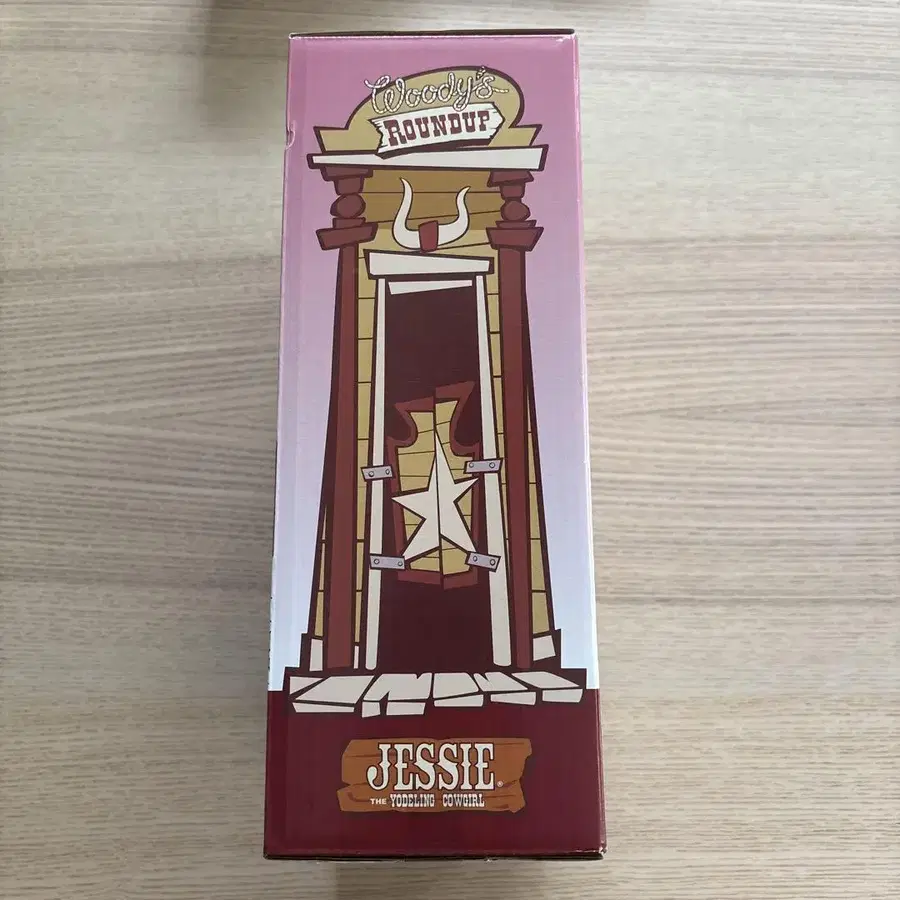 Woody's
ROUNDUP
JESSIE®
THE YODELING COWGIRL